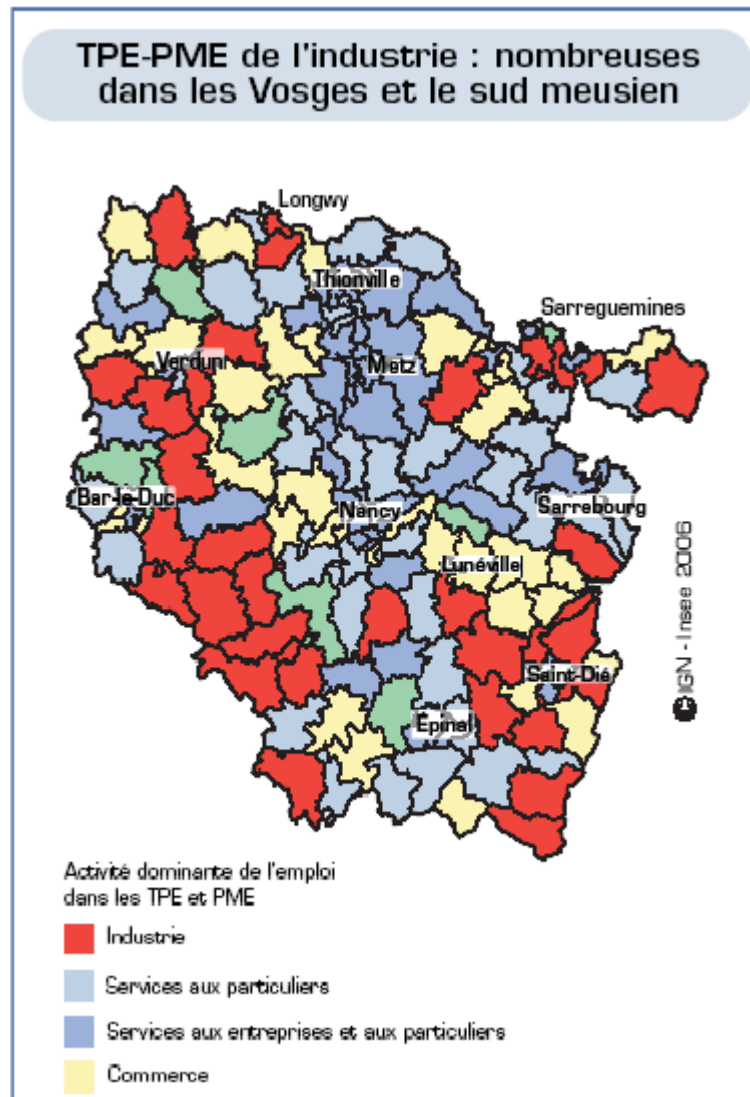 TPE-PME de l'industrie : nombreuses
dans les Vosges et le sud meusien
Longwy
Thionville
Sarreguemines
Verdun
Metz
Bar-le-Duc
Nancy
Sarrebourg
Lunéville
Saint-Dié
Épinal
©IGN - Insee 2006
Activité dominante de l'emploi
dans les TPE et PME
Industrie
Services aux particuliers
Services aux entreprises et aux particuliers
Commerce